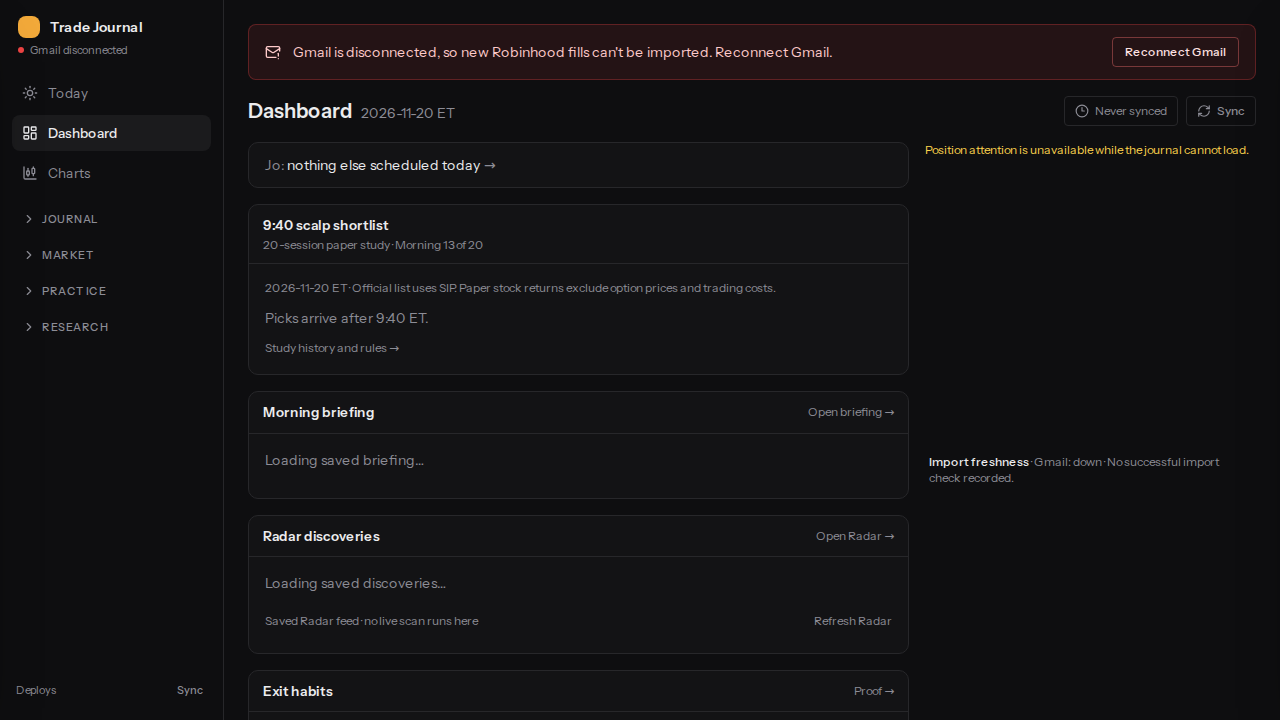 Trade Journal
Gmail disconnected
Today
Dashboard
Charts
JOURNAL
MARKET
PRACTICE
RESEARCH
Deploys
Sync
Gmail is disconnected, so new Robinhood fills can't be imported. Reconnect Gmail.
Reconnect Gmail
Dashboard 2026-11-20 ET
Never synced
Sync
Jo: nothing else scheduled today →
Position attention is unavailable while the journal cannot load.
9:40 scalp shortlist
20-session paper study · Morning 13 of 20
2026-11-20 ET · Official list uses SIP. Paper stock returns exclude option prices and trading costs.
Picks arrive after 9:40 ET.
Study history and rules →
Morning briefing
Open briefing →
Loading saved briefing…
Import freshness · Gmail: down · No successful import
check recorded.
Radar discoveries
Open Radar →
Loading saved discoveries…
Saved Radar feed · no live scan runs here
Refresh Radar
Exit habits
Proof →